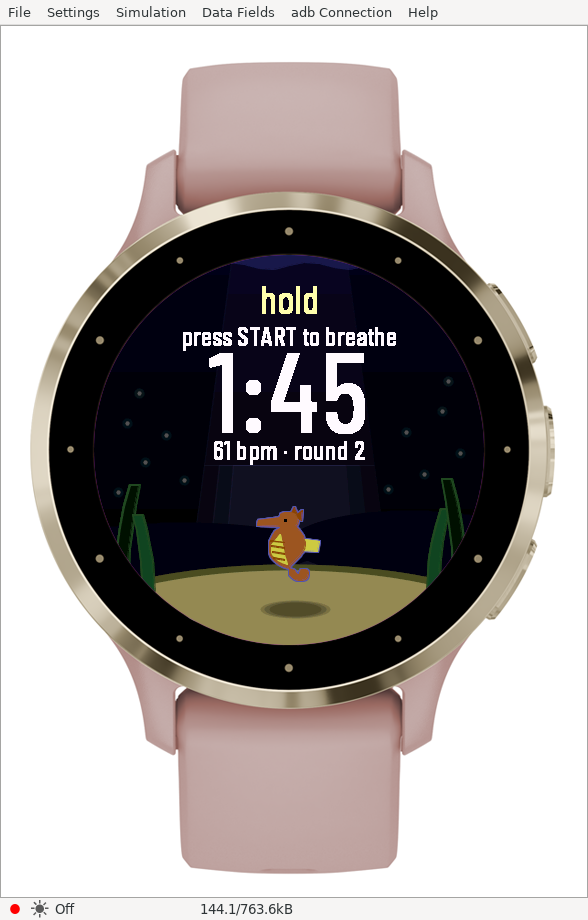 File Settings Simulation Data Fields adb Connection Help
hold
press START to breathe
1:45
61 bpm · round 2
Off 144.1/763.6kB